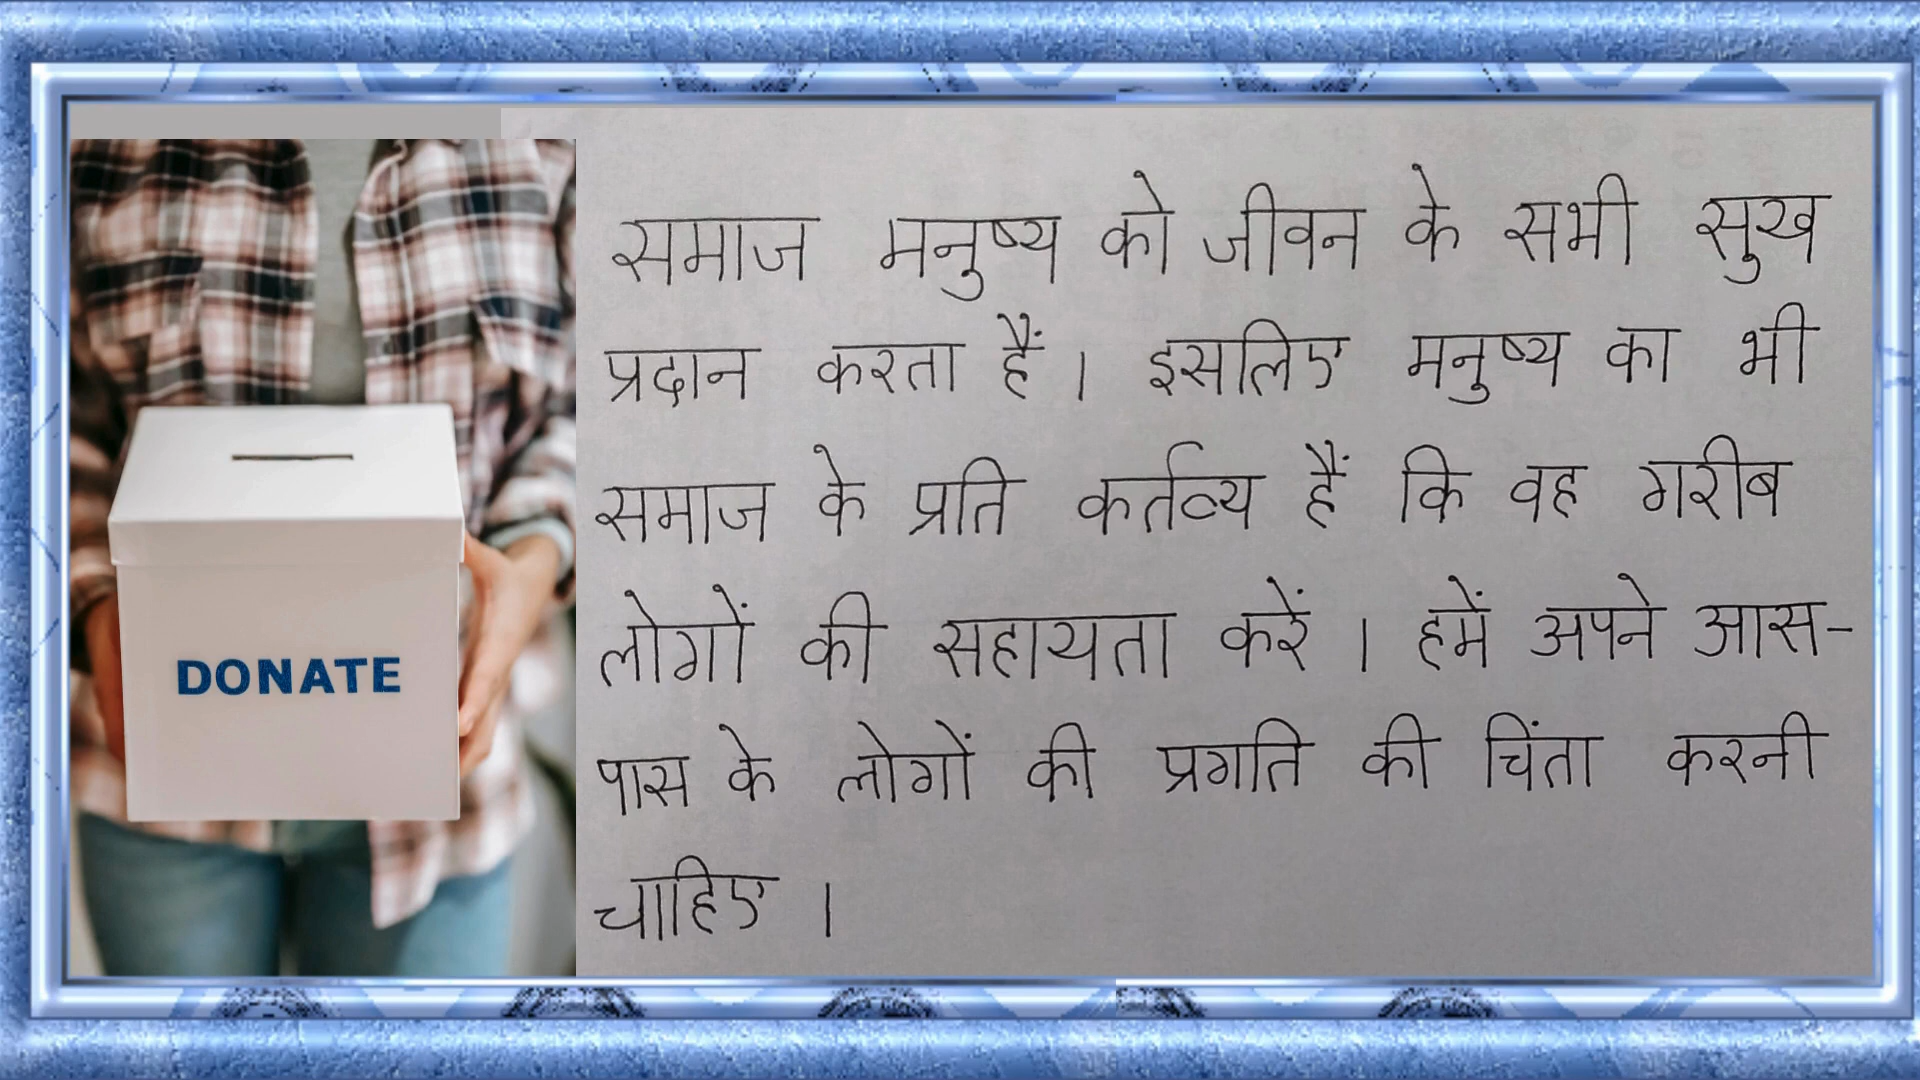 समाज मनुष्य को जीवन के सभी सुख
प्रदान करता हैं। इसलिए मनुष्य का भी
समाज के प्रति कर्तव्य हैं कि वह गरीब
लोगों की सहायता करें । हमें अपने आस-
पास के लोगों की प्रगति की चिंता करनी
चाहिए ।
DONATE